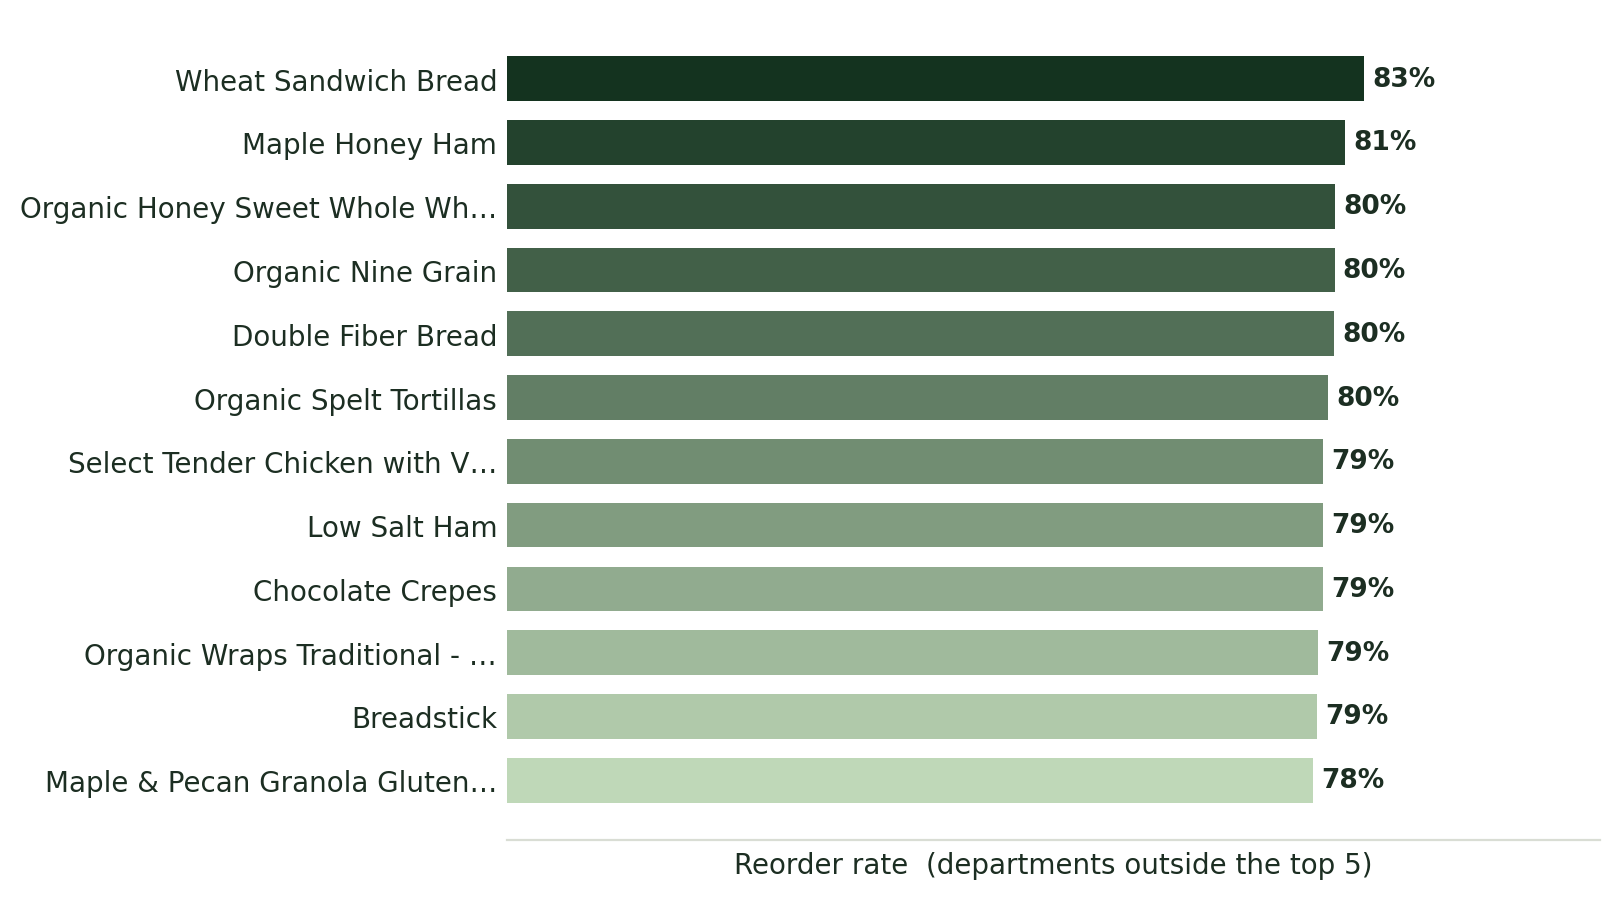 Wheat Sandwich Bread 83%
Maple Honey Ham 81%
Organic Honey Sweet Whole Wh... 80%
Organic Nine Grain 80%
Double Fiber Bread 80%
Organic Spelt Tortillas 80%
Select Tender Chicken with V... 79%
Low Salt Ham 79%
Chocolate Crepes 79%
Organic Wraps Traditional - ... 79%
Breadstick 79%
Maple & Pecan Granola Gluten... 78%
Reorder rate  (departments outside the top 5)